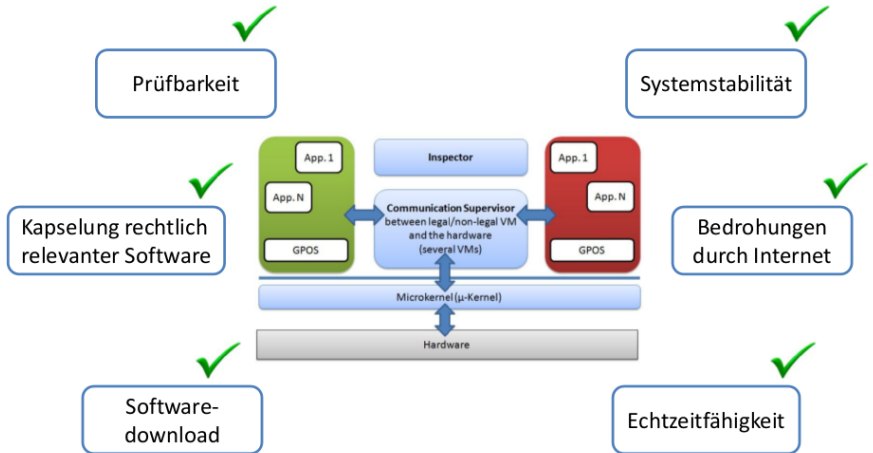 Prüfbarkeit
Systemstabilität
App. 1
App. N
GPOS
Inspector
Communication Supervisor
between legal/non-legal VM
and the hardware
(several VMs)
App. 1
App. N
GPOS
Kapselung rechtlich
relevanter Software
Bedrohungen
durch Internet
Microkernel (µ-Kernel)
Hardware
Software-
download
Echtzeitfähigkeit